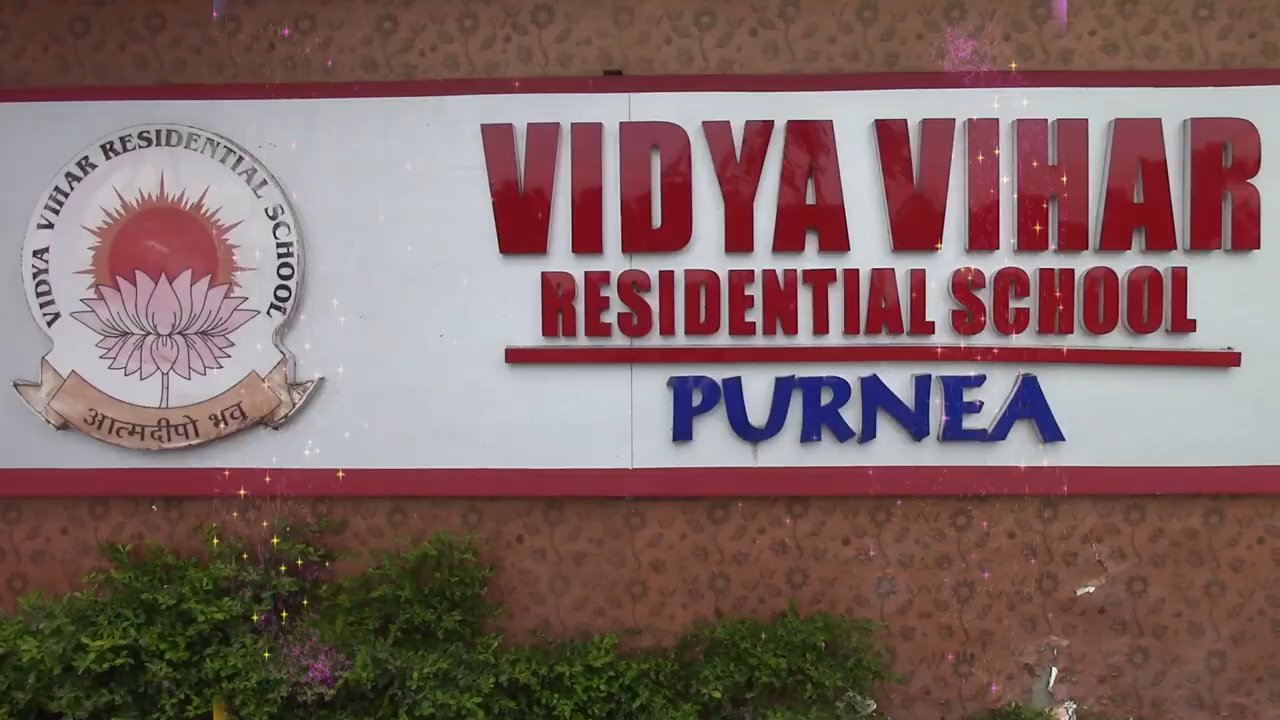 VIDYA VIHAR RESIDENTIAL SCHOOL
आत्मदीपो भव
VIDYA VIHAR
RESIDENTIAL SCHOOL
PURNEA